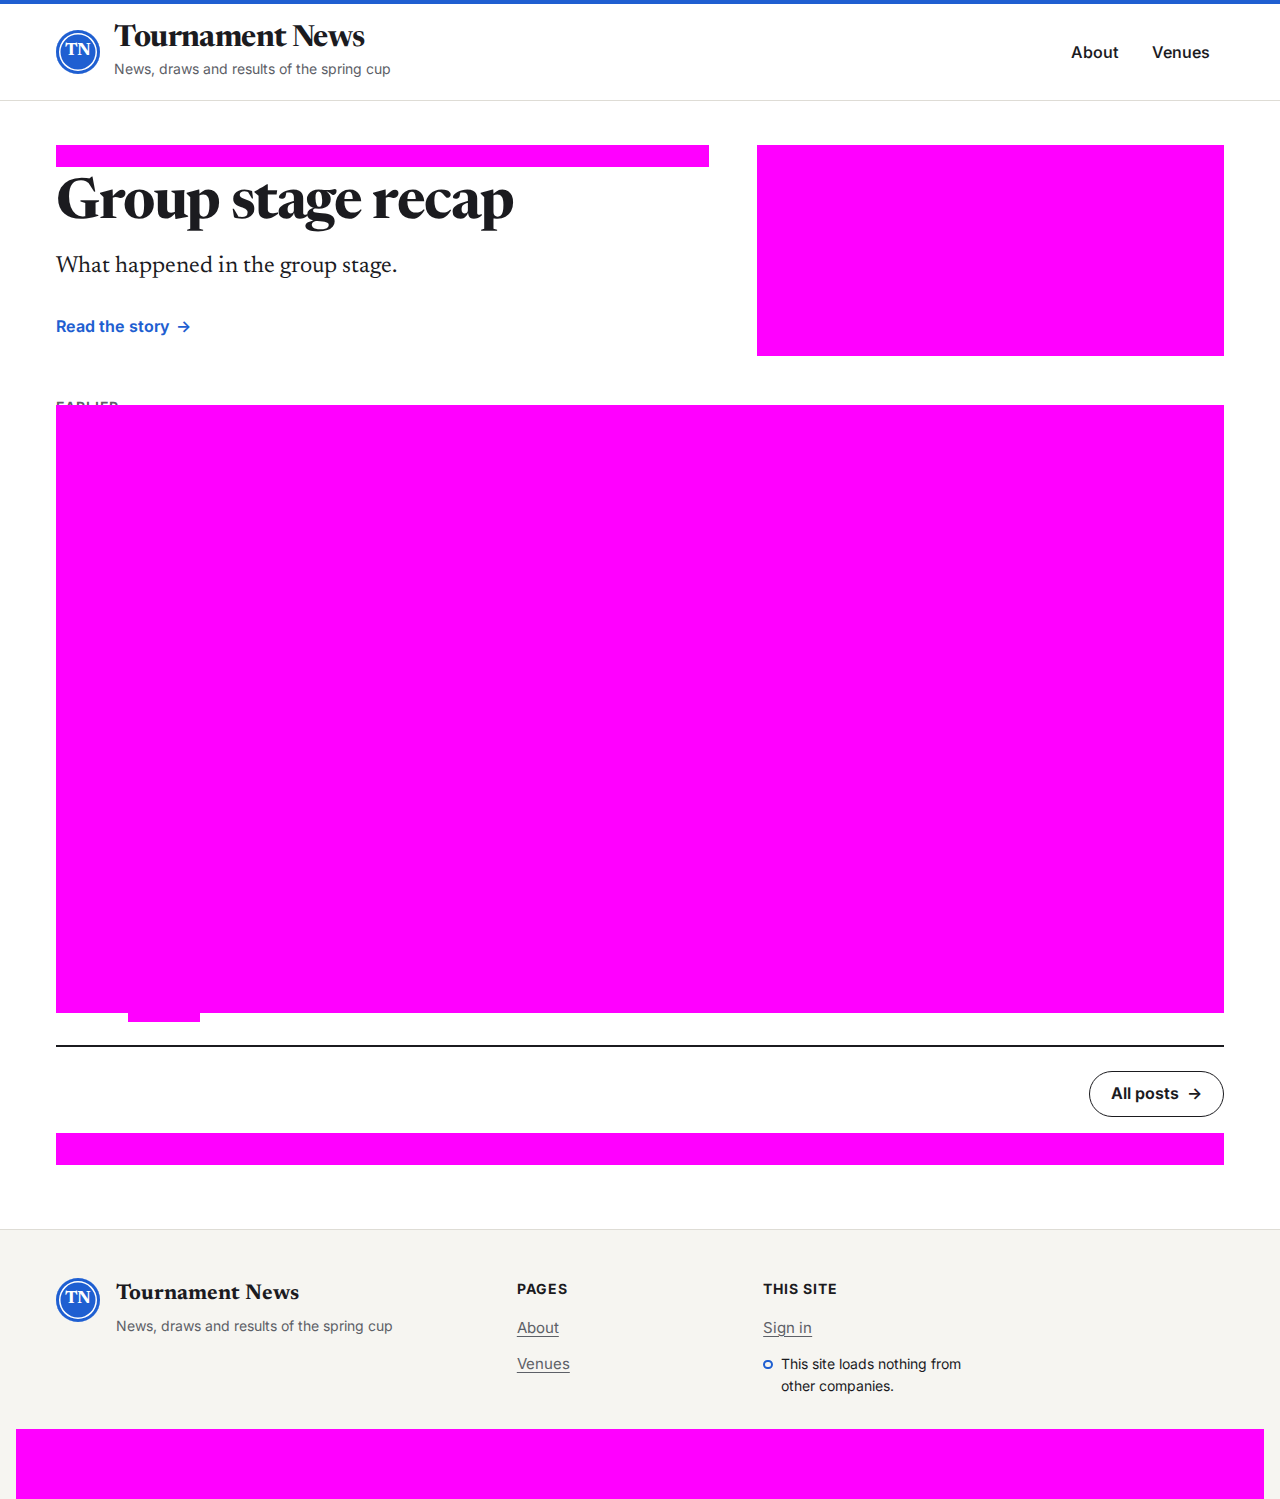 TN
Tournament News
News, draws and results of the spring cup
About
Venues
Group stage recap
What happened in the group stage.
Read the story →
All posts →
TN
Tournament News
News, draws and results of the spring cup
PAGES
About
Venues
THIS SITE
Sign in
This site loads nothing from
other companies.